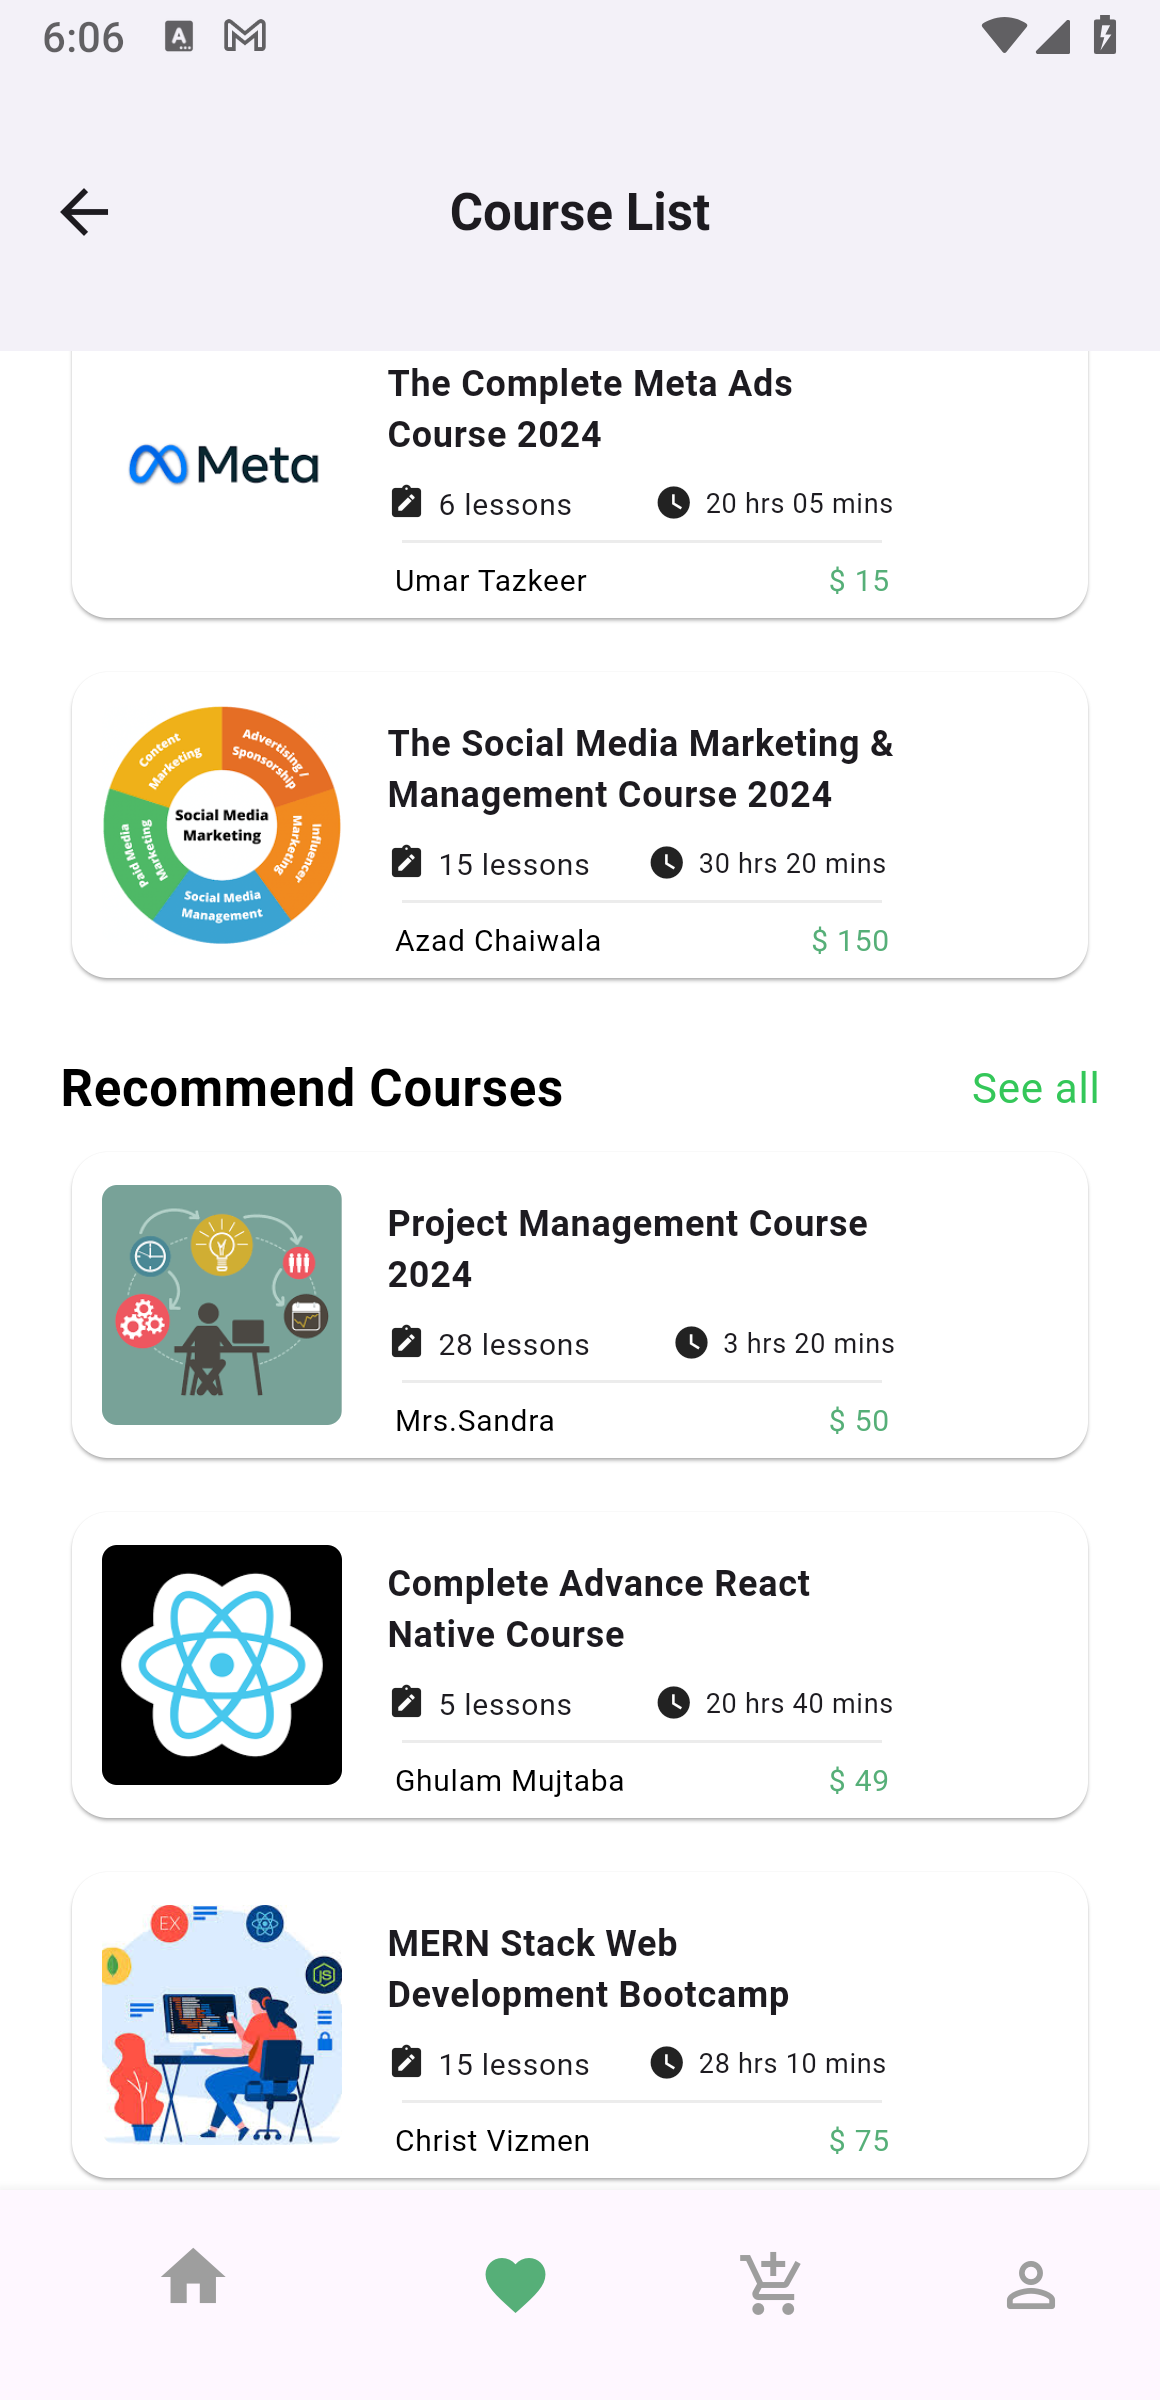 6:06
Course List
The Complete Meta Ads
Course 2024
Meta
6 lessons
20 hrs 05 mins
Umar Tazkeer
$ 15
The Social Media Marketing &
Management Course 2024
Content
Marketing
Advertising /
Sponsorship
Social Media
Marketing
Paid Media
Marketing
Influencer
Marketing
Social Media
Management
15 lessons
30 hrs 20 mins
Azad Chaiwala
$ 150
Recommend Courses
See all
Project Management Course
2024
28 lessons
3 hrs 20 mins
Mrs.Sandra
$ 50
Complete Advance React
Native Course
5 lessons
20 hrs 40 mins
Ghulam Mujtaba
$ 49
EX
JS
MERN Stack Web
Development Bootcamp
15 lessons
28 hrs 10 mins
Christ Vizmen
$ 75